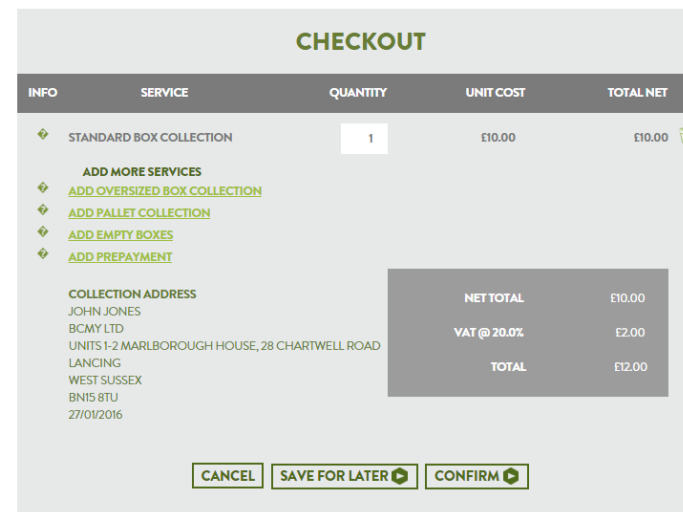 CHECKOUT
INFO SERVICE QUANTITY UNIT COST TOTAL NET
STANDARD BOX COLLECTION 1 £10.00 £10.00
ADD MORE SERVICES
ADD OVERSIZED BOX COLLECTION
ADD PALLET COLLECTION
ADD EMPTY BOXES
ADD PREPAYMENT
COLLECTION ADDRESS
JOHN JONES
BCMY LTD
UNITS 1-2 MARLBOROUGH HOUSE, 28 CHARTWELL ROAD
LANCING
WEST SUSSEX
BN15 8TU
27/01/2016
NET TOTAL £10.00
VAT @ 20.0% £2.00
TOTAL £12.00
CANCEL SAVE FOR LATER CONFIRM